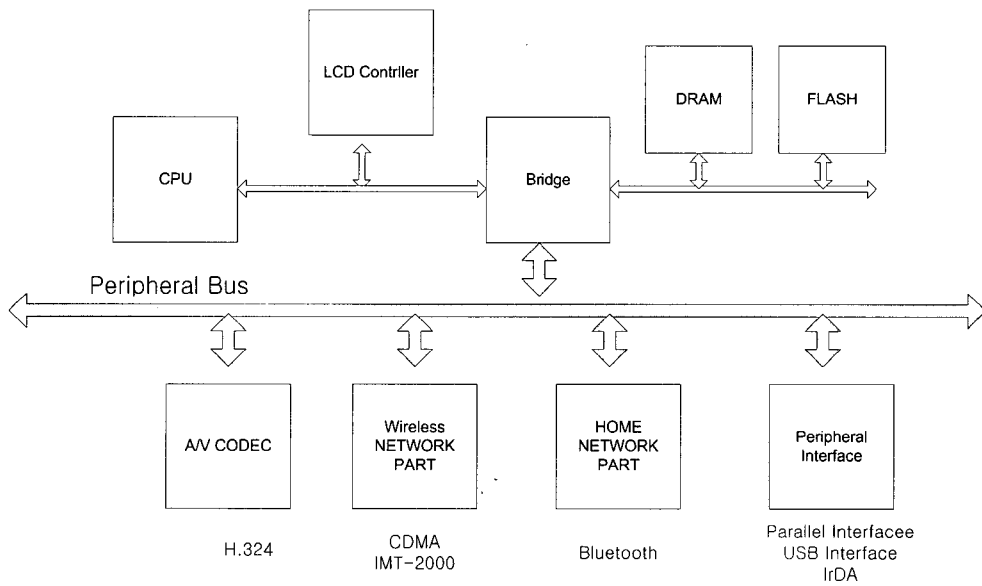 LCD Contrller
DRAM
FLASH
CPU
Bridge
Peripheral Bus
A/V CODEC
Wireless
NETWORK
PART
HOME
NETWORK
PART
Peripheral
Interface
H.324
CDMA
IMT-2000
Bluetooth
Parallel Interfacee
USB Interface
IrDA